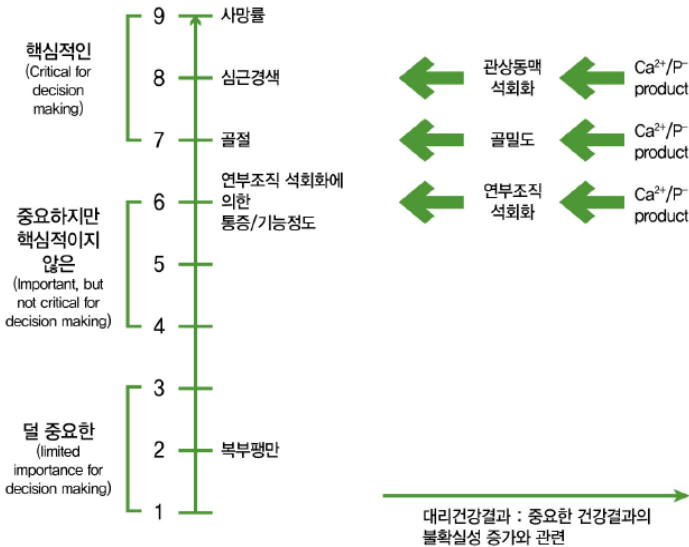 핵심적인
(Critical for
decision
making)
9 사망률
8 심근경색
관상동맥
석회화
Ca²⁺/P⁻
product
7 골절
골밀도
Ca²⁺/P⁻
product
중요하지만
핵심적이지
않은
(Important, but
not critical for
decision making)
6 연부조직 석회화에
의한
통증/기능정도
연부조직
석회화
Ca²⁺/P⁻
product
5
4
덜 중요한
(limited
importance for
decision making)
3
2 복부팽만
1
대리건강결과 : 중요한 건강결과의
불확실성 증가와 관련